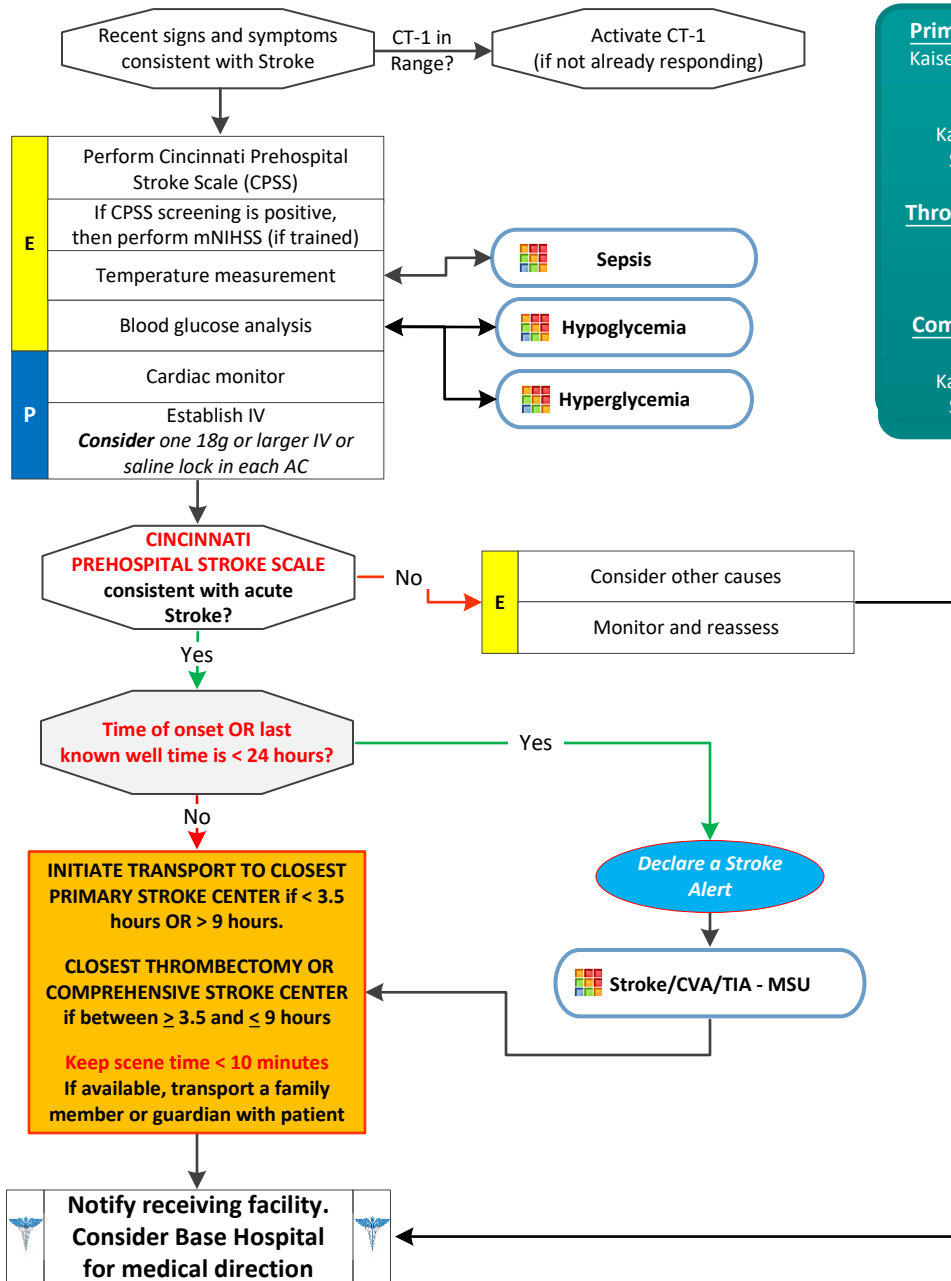 Recent signs and symptoms
consistent with Stroke
CT-1 in
Range?
Activate CT-1
(if not already responding)
E
Perform Cincinnati Prehospital
Stroke Scale (CPSS)
If CPSS screening is positive,
then perform mNIHSS (if trained)
Temperature measurement
Blood glucose analysis
Sepsis
Hypoglycemia
Hyperglycemia
P
Cardiac monitor
Establish IV
Consider one 18g or larger IV or
saline lock in each AC
CINCINNATI
PREHOSPITAL STROKE SCALE
consistent with acute
Stroke?
No
E
Consider other causes
Monitor and reassess
Yes
Time of onset OR last
known well time is < 24 hours?
Yes
No
Declare a Stroke
Alert
Stroke/CVA/TIA - MSU
INITIATE TRANSPORT TO CLOSEST
PRIMARY STROKE CENTER if < 3.5
hours OR > 9 hours.
CLOSEST THROMBECTOMY OR
COMPREHENSIVE STROKE CENTER
if between ≥ 3.5 and ≤ 9 hours
Keep scene time < 10 minutes
If available, transport a family
member or guardian with patient
Notify receiving facility.
Consider Base Hospital
for medical direction